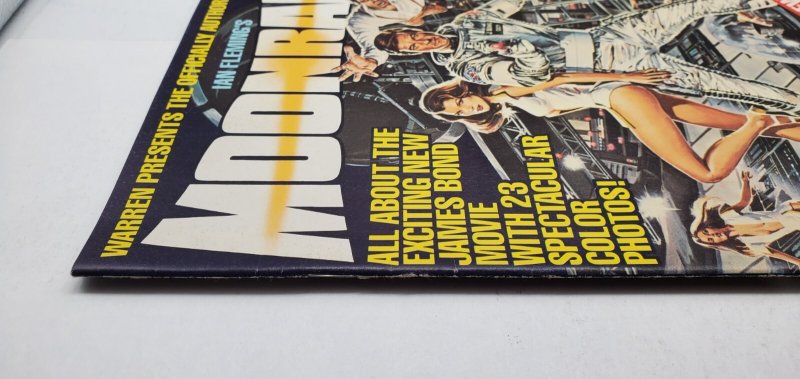 WARREN PRESENTS THE OFFICIALLY
IAN FLEMING'S
ALL ABOUT THE
EXCITING NEW
JAMES BOND
MOVIE
WITH 23
SPECTACULAR
COLOR
PHOTOS!